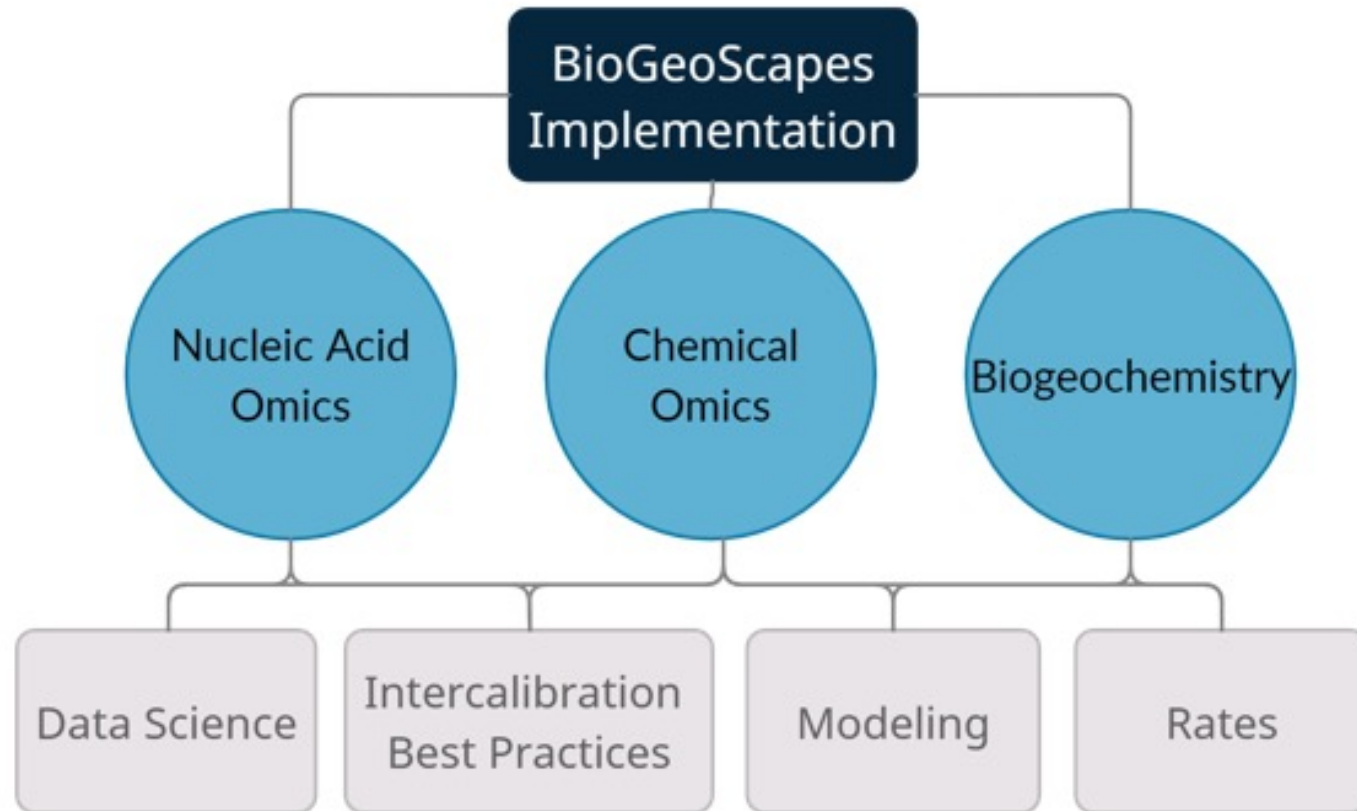 BioGeoScapes
Implementation
Nucleic Acid
Omics
Chemical
Omics
Biogeochemistry
Data Science
Intercalibration
Best Practices
Modeling
Rates